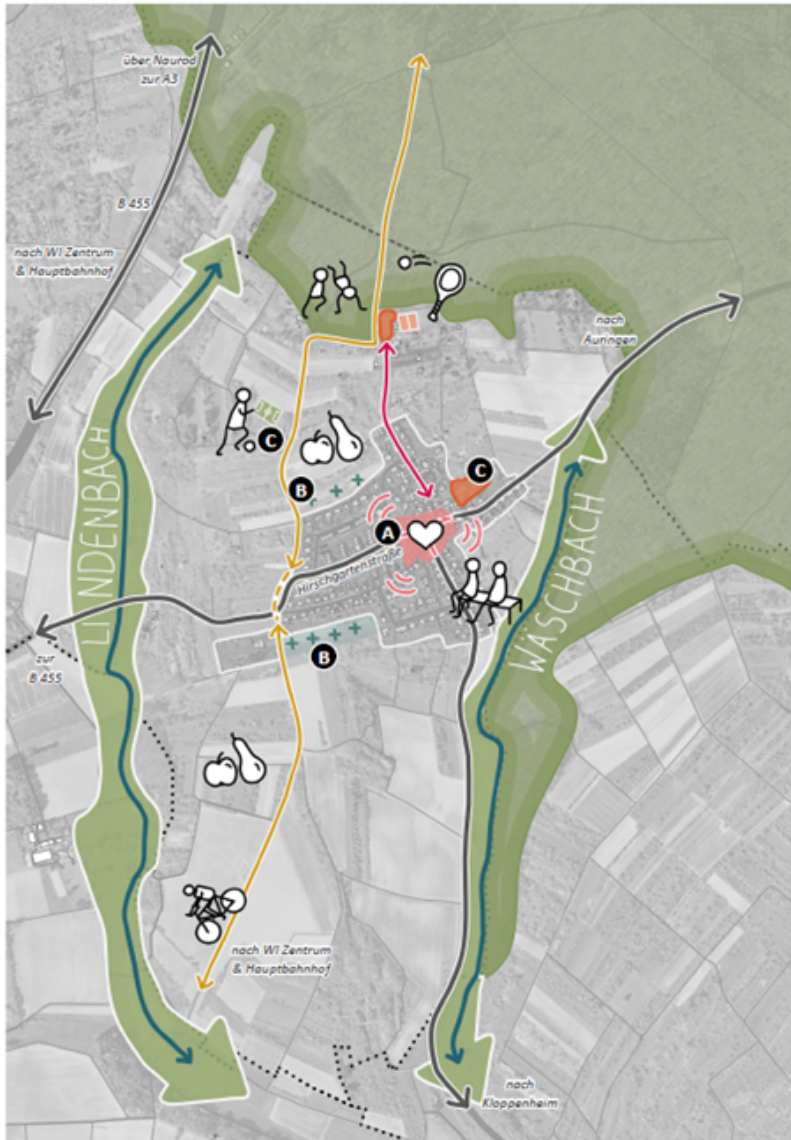 über Naurod
zur A3
B 455
nach WI Zentrum
& Hauptbahnhof
nach
Auringen
LINDENBACH
C
B
C
A
Hirschgartenstraße
WÄSCHBACH
B
zur
B 455
nach WI Zentrum
& Hauptbahnhof
nach
Kloppenheim